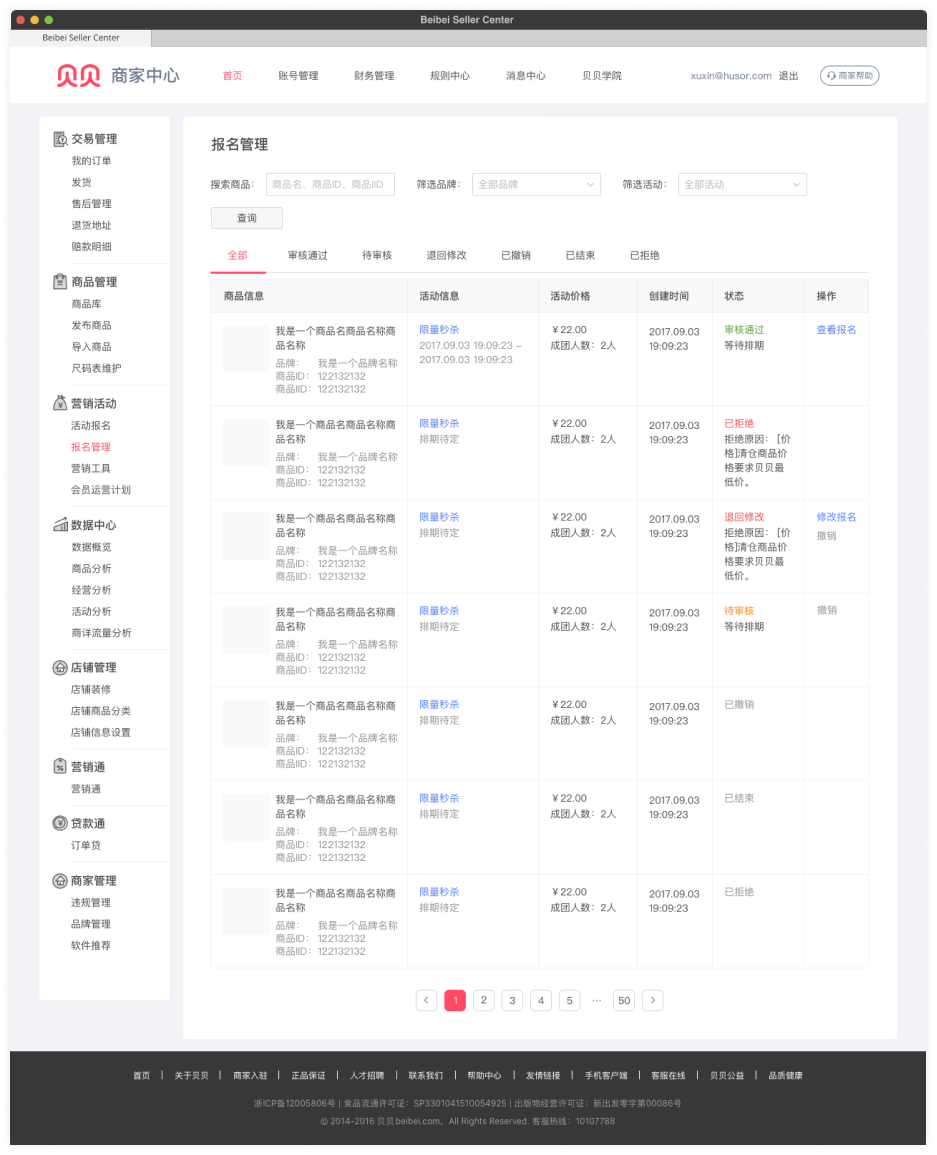 Beibei Seller Center
Beibei Seller Center
贝贝 商家中心 首页 账号管理 财务管理 规则中心 消息中心 贝贝学院 xuxin@husor.com 退出 商家帮助
交易管理
我的订单
发货
售后管理
退货地址
赔款明细
商品管理
商品库
发布商品
导入商品
尺码表维护
营销活动
活动报名
报名管理
营销工具
会员运营计划
数据中心
数据概览
商品分析
经营分析
活动分析
商详流量分析
店铺管理
店铺装修
店铺商品分类
店铺信息设置
营销通
营销通
贷款通
订单贷
商家管理
违规管理
品牌管理
软件推荐
报名管理
搜索商品： 商品名、商品ID、商品IID 筛选品牌： 全部品牌 筛选活动： 全部活动
查询
全部 审核通过 待审核 退回修改 已撤销 已结束 已拒绝
商品信息 活动信息 活动价格 创建时间 状态 操作
我是一个商品名商品名称商
品名称
品牌： 我是一个品牌名称
商品ID： 122132132
商品IID： 122132132
限量秒杀
2017.09.03 19:09:23 –
2017.09.03 19:09:23
¥22.00
成团人数：2人
2017.09.03
19:09:23
审核通过
等待排期
查看报名
我是一个商品名商品名称商
品名称
品牌： 我是一个品牌名称
商品ID： 122132132
商品IID： 122132132
限量秒杀
排期待定
¥22.00
成团人数：2人
2017.09.03
19:09:23
已拒绝
拒绝原因：[价
格]清仓商品价
格要求贝贝最
低价。
我是一个商品名商品名称商
品名称
品牌： 我是一个品牌名称
商品ID： 122132132
商品IID： 122132132
限量秒杀
排期待定
¥22.00
成团人数：2人
2017.09.03
19:09:23
退回修改
拒绝原因：[价
格]清仓商品价
格要求贝贝最
低价。
修改报名
撤销
我是一个商品名商品名称商
品名称
品牌： 我是一个品牌名称
商品ID： 122132132
商品IID： 122132132
限量秒杀
排期待定
¥22.00
成团人数：2人
2017.09.03
19:09:23
待审核
等待排期
撤销
我是一个商品名商品名称商
品名称
品牌： 我是一个品牌名称
商品ID： 122132132
商品IID： 122132132
限量秒杀
排期待定
¥22.00
成团人数：2人
2017.09.03
19:09:23
已撤销
我是一个商品名商品名称商
品名称
品牌： 我是一个品牌名称
商品ID： 122132132
商品IID： 122132132
限量秒杀
排期待定
¥22.00
成团人数：2人
2017.09.03
19:09:23
已结束
我是一个商品名商品名称商
品名称
品牌： 我是一个品牌名称
商品ID： 122132132
商品IID： 122132132
限量秒杀
排期待定
¥22.00
成团人数：2人
2017.09.03
19:09:23
已拒绝
< 1 2 3 4 5 ··· 50 >
首页 | 关于贝贝 | 商家入驻 | 正品保证 | 人才招聘 | 联系我们 | 帮助中心 | 友情链接 | 手机客户端 | 客服在线 | 贝贝公益 | 品质健康
浙ICP备12005806号 | 食品流通许可证：SP3301041510054925 | 出版物经营许可证：新出发零字第00086号
© 2014-2016 贝贝beibei.com，All Rights Reserved. 客服热线：10107788